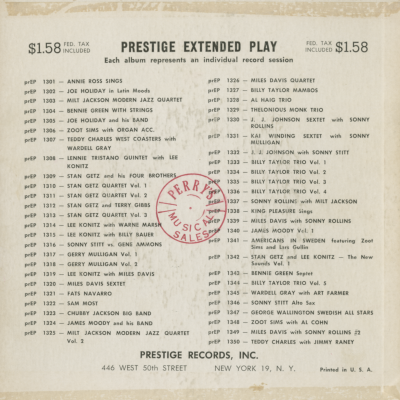 $1.58 FED. TAX INCLUDED
PRESTIGE EXTENDED PLAY
FED. TAX INCLUDED $1.58
Each album represents an individual record session
prEP 1301 — ANNIE ROSS SINGS
prEP 1302 — JOE HOLIDAY in Latin Moods
prEP 1303 — MILT JACKSON MODERN JAZZ QUARTET
prEP 1304 — BENNIE GREEN WITH STRINGS
prEP 1305 — JOE HOLIDAY and his BAND
prEP 1306 — ZOOT SIMS with ORGAN ACC.
prEP 1307 — TEDDY CHARLES WEST COASTERS with
WARDELL GRAY
prEP 1308 — LENNIE TRISTANO QUINTET with LEE
KONITZ
prEP 1309 — STAN GETZ and his FOUR BROTHERS
prEP 1310 — STAN GETZ QUARTET Vol. 1
prEP 1311 — STAN GETZ QUARTET Vol. 2
prEP 1312 — STAN GETZ and TERRY GIBBS
prEP 1313 — STAN GETZ QUARTET Vol. 3
prEP 1314 — LEE KONITZ with WARNE MARSH
prEP 1315 — LEE KONITZ with BILLY BAUER
prEP 1316 — SONNY STITT vs. GENE AMMONS
prEP 1317 — GERRY MULLIGAN Vol. 1
prEP 1318 — GERRY MULLIGAN Vol. 2
prEP 1319 — LEE KONITZ with MILES DAVIS
prEP 1320 — MILES DAVIS SEXTET
prEP 1321 — FATS NAVARRO
prEP 1322 — SAM MOST
prEP 1323 — CHUBBY JACKSON BIG BAND
prEP 1324 — JAMES MOODY and his BAND
prEP 1325 — MILT JACKSON MODERN JAZZ QUARTET
Vol. 2
prEP 1326 — MILES DAVIS QUARTET
prEP 1327 — BILLY TAYLOR MAMBOS
prEP 1328 — AL HAIG TRIO
prEP 1329 — THELONIOUS MONK TRIO
prEP 1330 — J. J. JOHNSON SEXTET with SONNY
ROLLINS
prEP 1331 — KAI WINDING SEXTET with SONNY
MULLIGAN
prEP 1332 — J. J. JOHNSON with SONNY STITT
prEP 1333 — BILLY TAYLOR TRIO Vol. 1
prEP 1334 — BILLY TAYLOR TRIO Vol. 2
prEP 1335 — BILLY TAYLOR TRIO Vol. 3
prEP 1336 — BILLY TAYLOR TRIO Vol. 4
prEP 1337 — SONNY ROLLINS with MILT JACKSON
prEP 1338 — KING PLEASURE Sings
prEP 1339 — MILES DAVIS with SONNY ROLLINS
prEP 1340 — JAMES MOODY Vol. 1
prEP 1341 — AMERICANS IN SWEDEN featuring Zoot
Sims and Lars Gullin
prEP 1342 — STAN GETZ and LEE KONITZ — The New
Sounds Vol. 1
prEP 1343 — BENNIE GREEN Septet
prEP 1344 — BILLY TAYLOR TRIO Vol. 5
prEP 1345 — WARDELL GRAY with ART FARMER
prEP 1346 — SONNY STITT Alto Sax
prEP 1347 — GEORGE WALLINGTON SWEDISH ALL STARS
prEP 1348 — ZOOT SIMS with AL COHN
prEP 1349 — MILES DAVIS with SONNY ROLLINS #2
prEP 1350 — TEDDY CHARLES with JIMMY RANEY
PERRY'S
MUSICAL
SALES
PRESTIGE RECORDS, INC.
446 WEST 50th STREET NEW YORK 19, N. Y.
Printed in U. S. A.